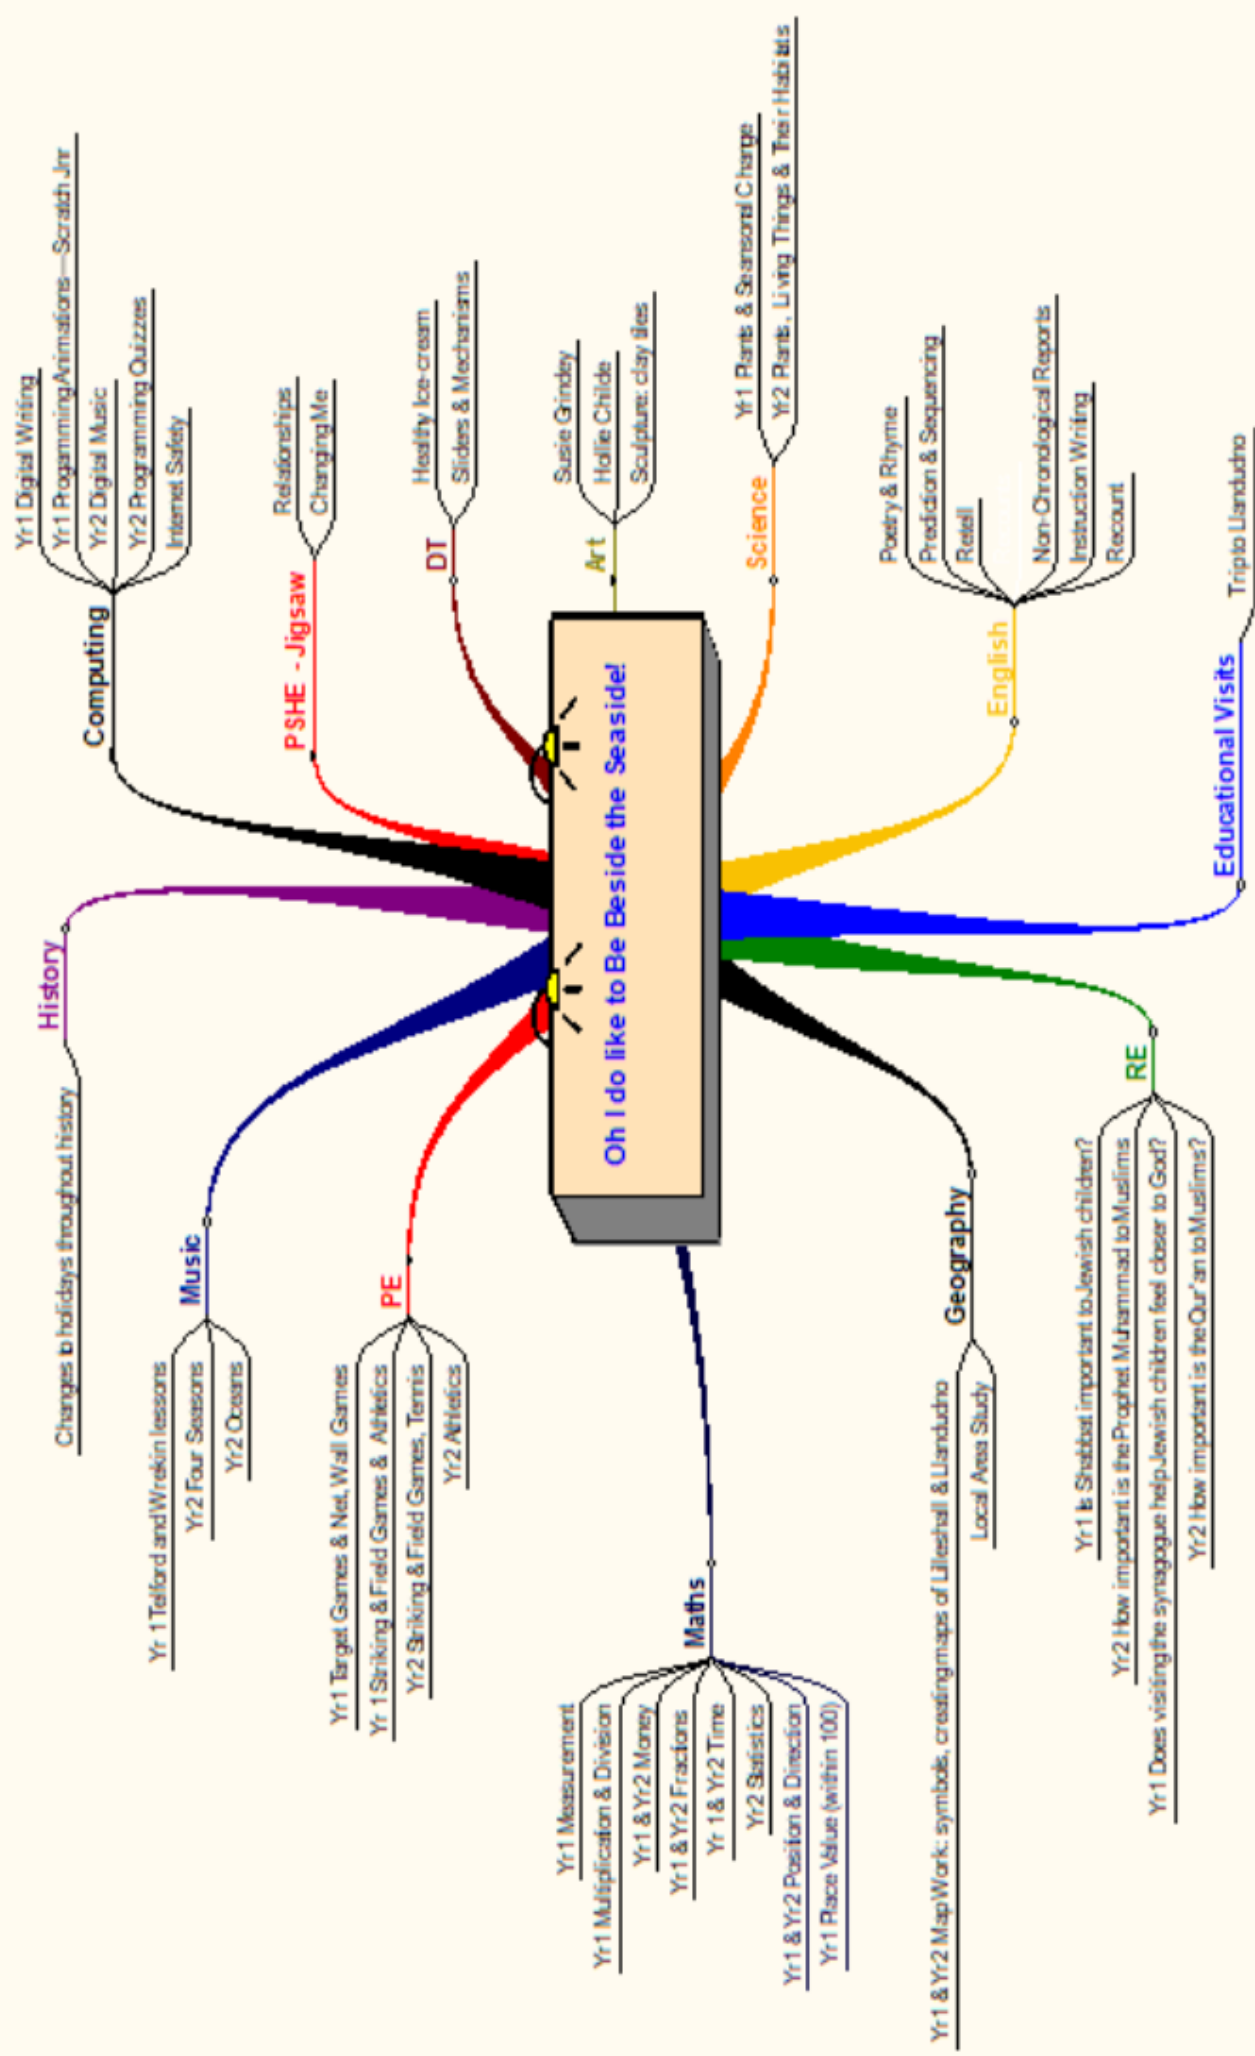 Oh I do like to Be Beside the Seaside!
History
Changes to holidays throughout history
Music
Yr 1 Telford and Wrekin lessons
Yr2 Four Seasons
Yr2 Oceans
PE
Yr1 Target Games & Net, Wall Games
Yr 1 Striking & Field Games & Athletics
Yr2 Striking & Field Games, Tennis
Yr2 Athletics
Maths
Yr1 Measurement
Yr1 Multiplication & Division
Yr1 & Yr2 Money
Yr1 & Yr2 Fractions
Yr 1 & Yr2 Time
Yr2 Statistics
Yr1 & Yr2 Position & Direction
Yr1 Place Value (within 100)
Geography
Yr1 & Yr2 Map Work: symbols, creating maps of Lilleshall & Llandudno
Local Area Study
RE
Yr1 Is Shabbat important to Jewish children?
Yr2 How important is the Prophet Muhammad to Muslims
Yr1 Does visiting the synagogue help Jewish children feel closer to God?
Yr2 How important is the Qur'an to Muslims?
Computing
Yr1 Digital Writing
Yr1 Progamming Animations—Scratch Jnr
Yr2 Digital Music
Yr2 Programming Quizzes
Internet Safety
PSHE - Jigsaw
Relationships
Changing Me
DT
Healthy Ice-cream
Sliders & Mechanisms
Art
Susie Grindey
Hollie Childe
Sculpture: clay tiles
Science
Yr1 Plants & Seansonal Change
Yr2 Plants, Living Things & Their Habitats
English
Poetry & Rhyme
Prediction & Sequencing
Retell
Non-Chronological Reports
Instruction Writing
Recount
Educational Visits
Trip to Llandudno